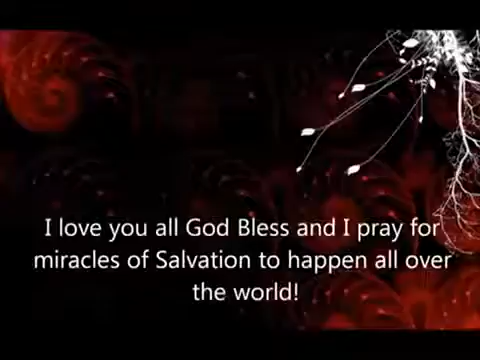 I love you all God Bless and I pray for
miracles of Salvation to happen all over
the world!